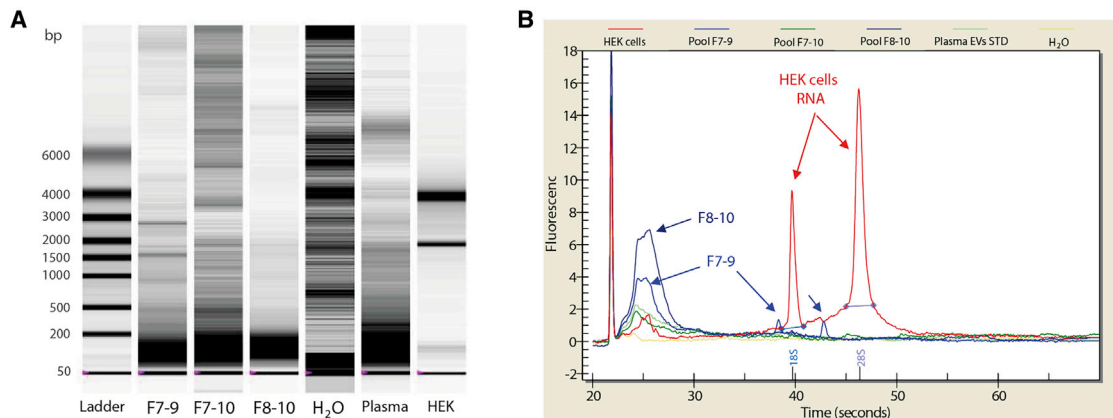 A
bp
6000
4000
3000
2000
1500
1000
500
200
50
Ladder F7-9 F7-10 F8-10 H₂O Plasma HEK
B
HEK cells Pool F7-9 Pool F7-10 Pool F8-10 Plasma EVs STD H₂O
18
16
14
12
10
8
6
4
2
0
-2
Fluorescenc
HEK cells
RNA
F8-10
F7-9
18S
28S
20 30 40 50 60
Time (seconds)